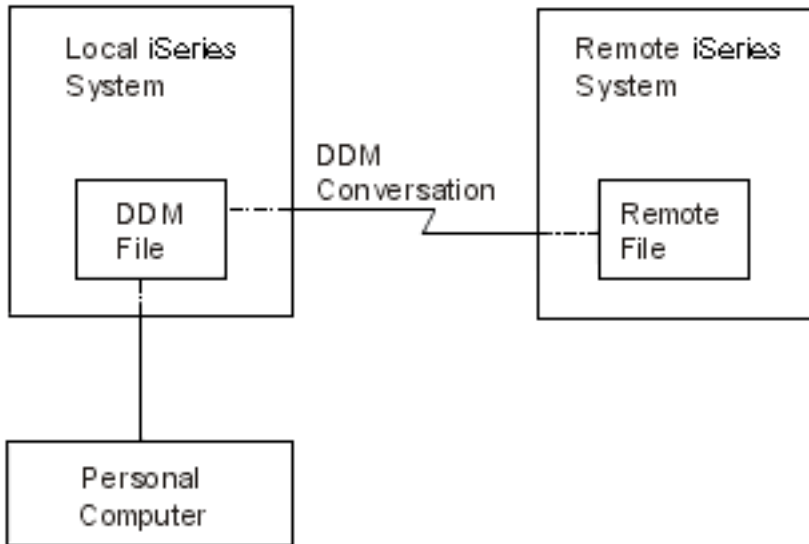 Local iSeries
System
Remote iSeries
System
DDM
Conversation
DDM
File
Remote
File
Personal
Computer